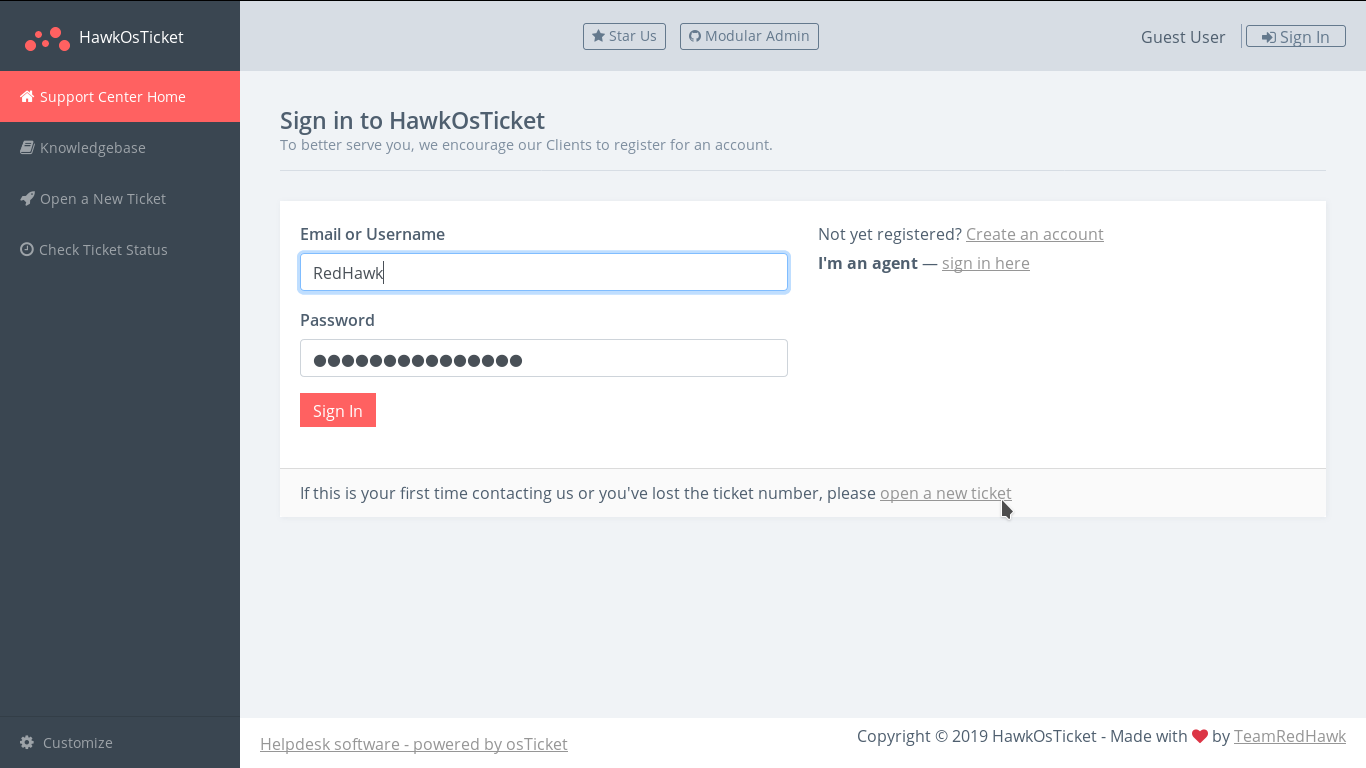 HawkOsTicket
Star Us
Modular Admin
Guest User
Sign In
Support Center Home
Knowledgebase
Open a New Ticket
Check Ticket Status
Customize
Sign in to HawkOsTicket
To better serve you, we encourage our Clients to register for an account.
Email or Username
RedHawk
Password
Sign In
Not yet registered? Create an account
I'm an agent — sign in here
If this is your first time contacting us or you've lost the ticket number, please open a new ticket
Helpdesk software - powered by osTicket
Copyright © 2019 HawkOsTicket - Made with ❤ by TeamRedHawk